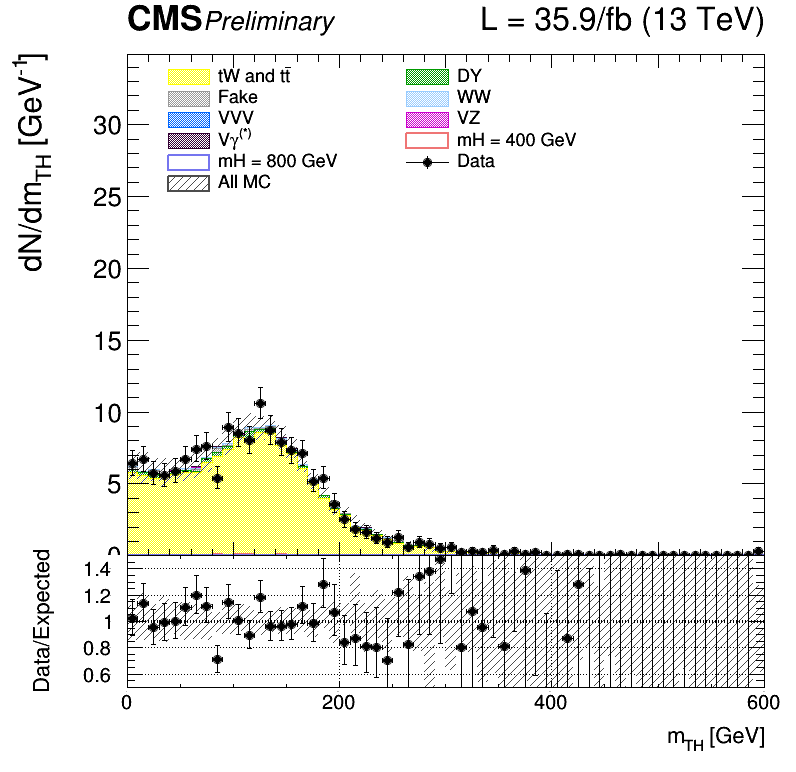 CMS Preliminary L = 35.9/fb (13 TeV)
dN/dm_TH [GeV⁻¹]
tW and tt̄
Fake
VVV
Vγ^(*)
mH = 800 GeV
All MC
DY
WW
VZ
mH = 400 GeV
Data
30
25
20
15
10
5
0
Data/Expected
1.4
1.2
1
0.8
0.6
0 200 400 600
m_TH [GeV]